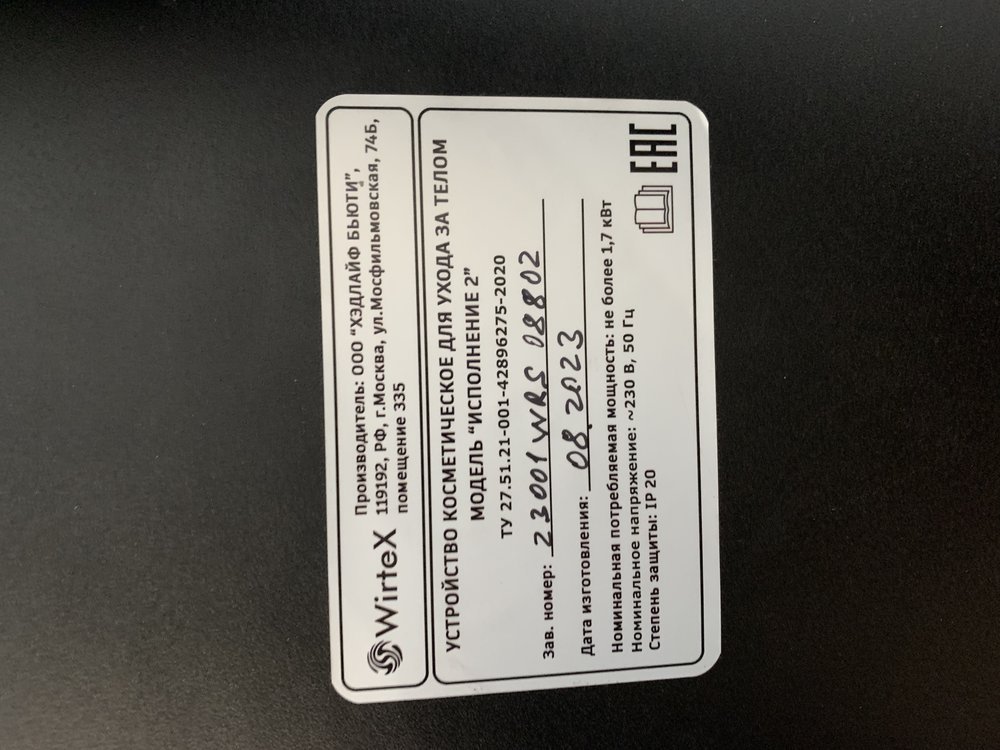 WirteX
Производитель: ООО “ХЭДЛАЙФ БЬЮТИ”,
119192, РФ, г.Москва, ул.Мосфильмовская, 74Б,
помещение 335
УСТРОЙСТВО КОСМЕТИЧЕСКОЕ ДЛЯ УХОДА ЗА ТЕЛОМ
МОДЕЛЬ “ИСПОЛНЕНИЕ 2”
ТУ 27.51.21-001-42896275-2020
Зав. номер: 23001WRS 08802
Дата изготовления: 08.2023
Номинальная потребляемая мощность: не более 1,7 кВт
Номинальное напряжение: ~230 В, 50 Гц
Степень защиты: IP 20
EAC